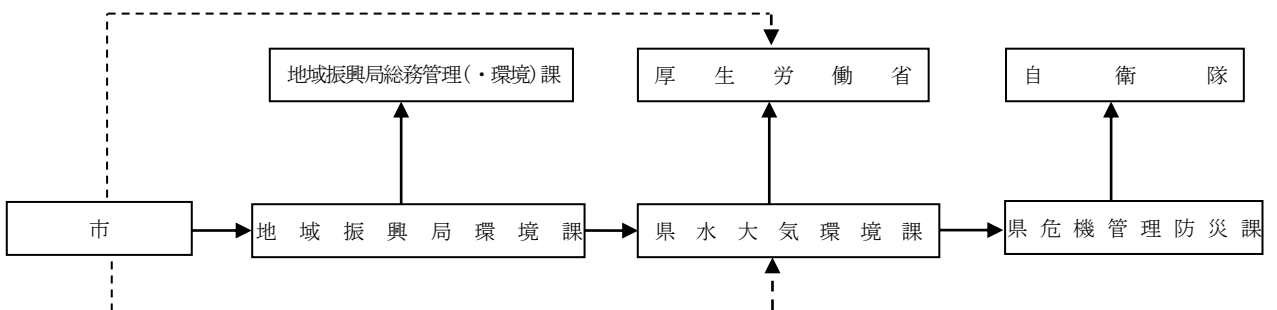 地域振興局総務管理(・環境)課
厚生労働省
自衛隊
市
地域振興局環境課
県水大気環境課
県危機管理防災課